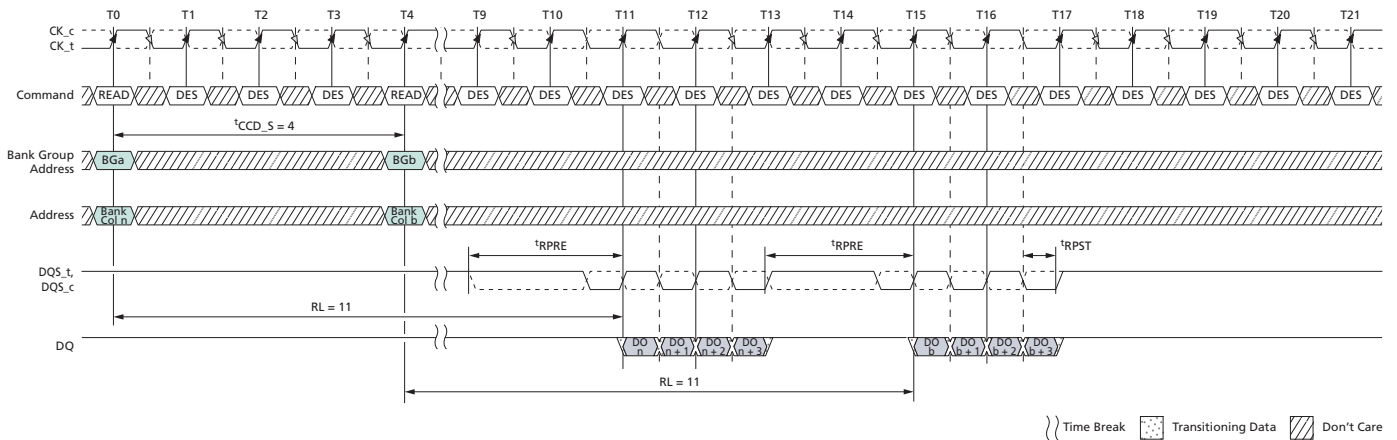 T0 T1 T2 T3 T4 T9 T10 T11 T12 T13 T14 T15 T16 T17 T18 T19 T20 T21
CK_c
CK_t
Command READ DES DES DES READ DES DES DES DES DES DES DES DES DES DES DES DES DES
tCCD_S = 4
Bank Group
Address
BGa BGb
Address
Bank
Col n
Bank
Col b
tRPRE tRPRE tRPST
DQS_t,
DQS_c
RL = 11
DQ
DO
n
DO
n + 1
DO
n + 2
DO
n + 3
DO
b
DO
b + 1
DO
b + 2
DO
b + 3
RL = 11
Time Break Transitioning Data Don't Care